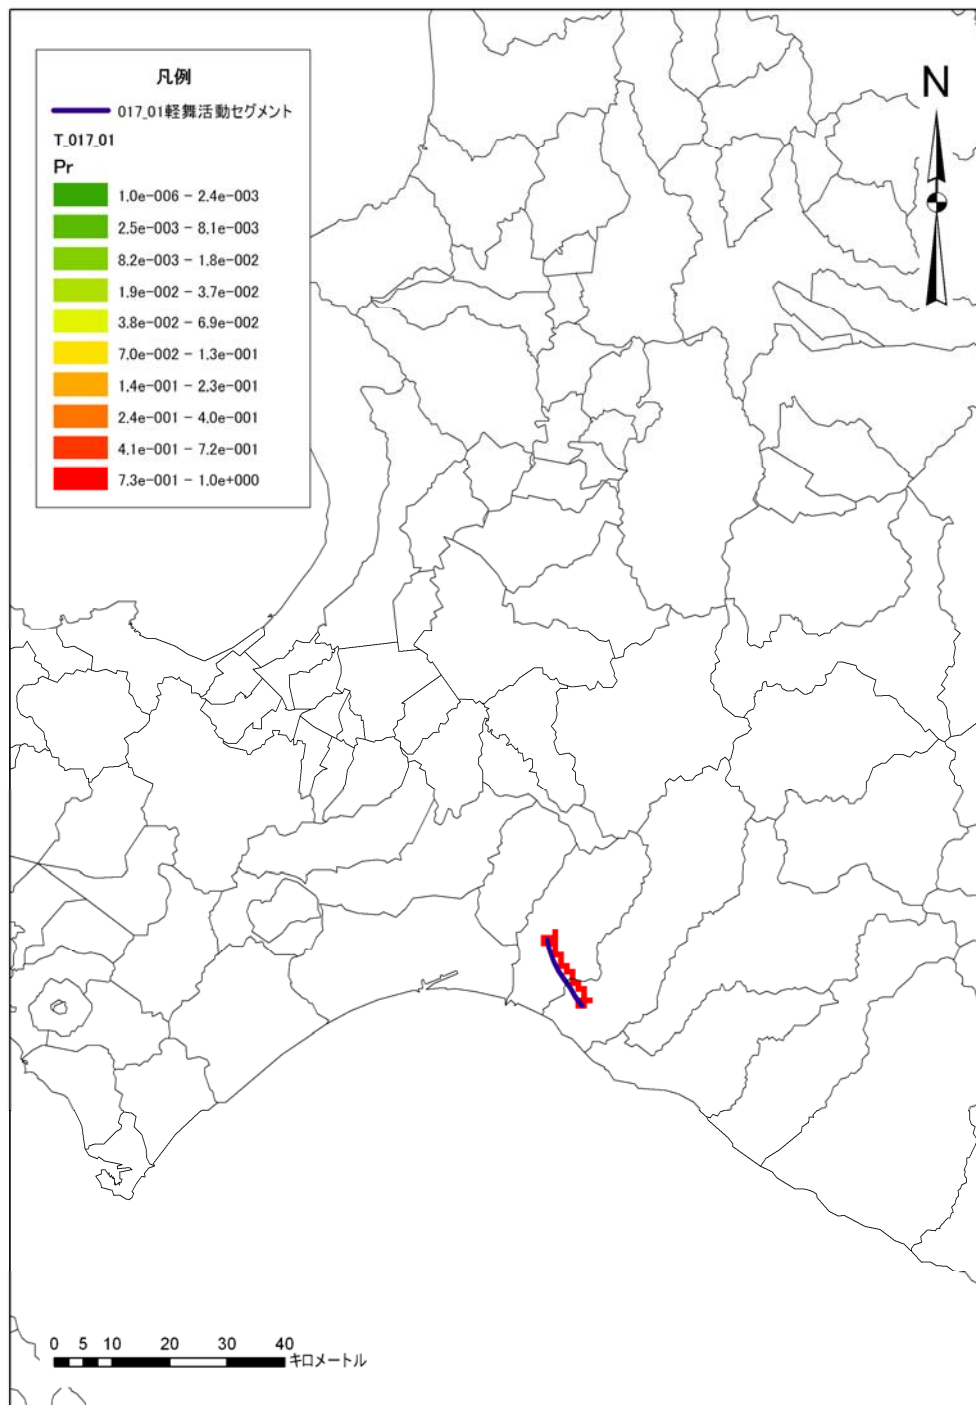 凡例
017_01軽舞活動セグメント
T_017_01
Pr
1.0e-006 - 2.4e-003
2.5e-003 - 8.1e-003
8.2e-003 - 1.8e-002
1.9e-002 - 3.7e-002
3.8e-002 - 6.9e-002
7.0e-002 - 1.3e-001
1.4e-001 - 2.3e-001
2.4e-001 - 4.0e-001
4.1e-001 - 7.2e-001
7.3e-001 - 1.0e+000
N
0 5 10 20 30 40
キロメートル